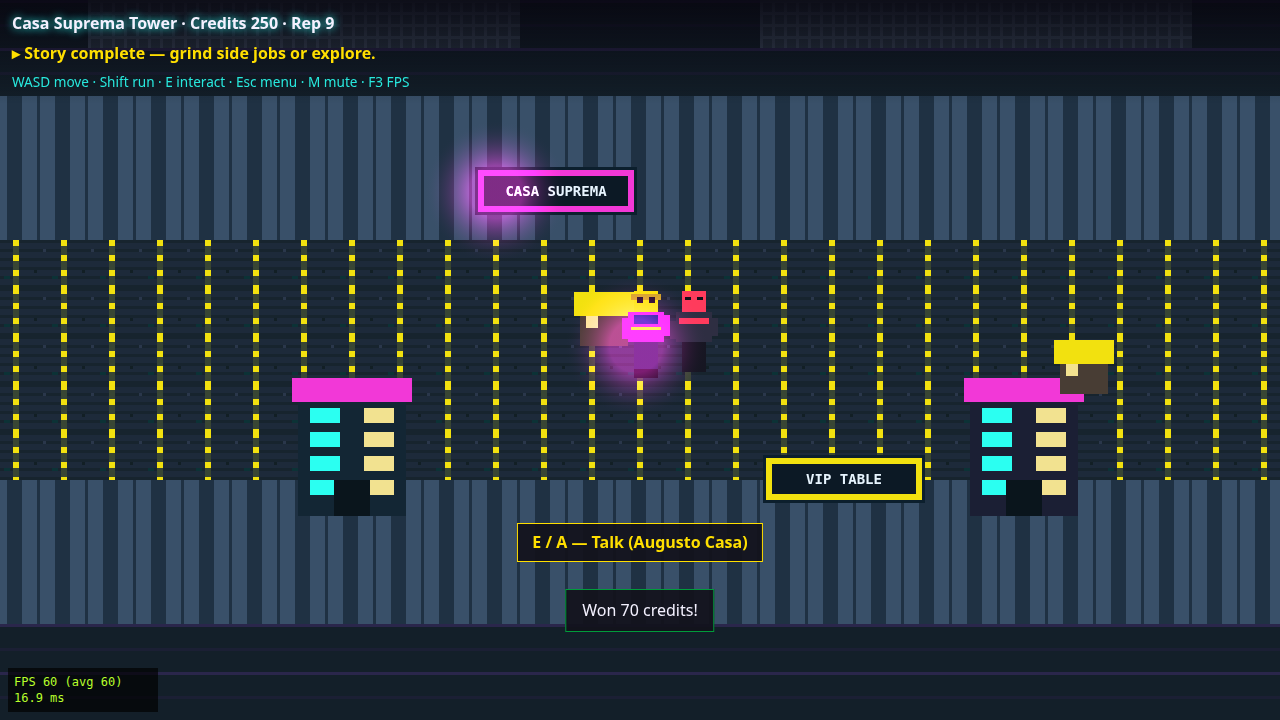 Casa Suprema Tower · Credits 250 · Rep 9
▸ Story complete — grind side jobs or explore.
WASD move · Shift run · E interact · Esc menu · M mute · F3 FPS
CASA SUPREMA
VIP TABLE
E / A — Talk (Augusto Casa)
Won 70 credits!
FPS 60 (avg 60)
16.9 ms